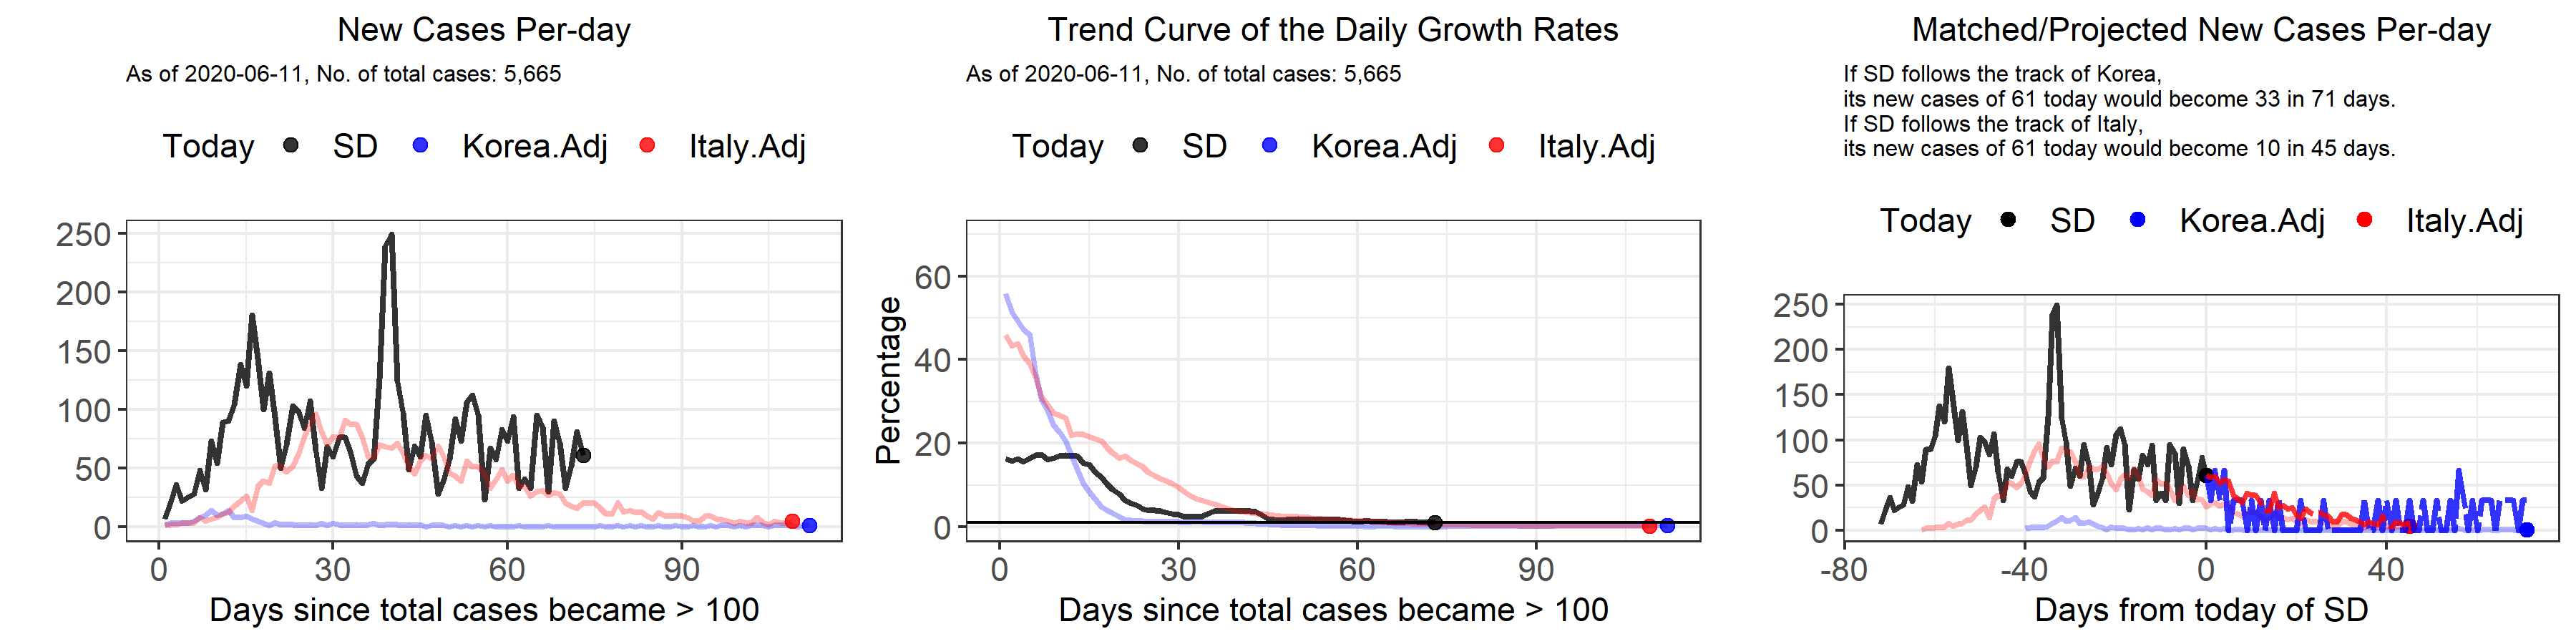 New Cases Per-day
As of 2020-06-11, No. of total cases: 5,665
Today SD Korea.Adj Italy.Adj
250
200
150
100
50
0
0 30 60 90
Days since total cases became > 100
Trend Curve of the Daily Growth Rates
As of 2020-06-11, No. of total cases: 5,665
Today SD Korea.Adj Italy.Adj
Percentage
60
40
20
0
0 30 60 90
Days since total cases became > 100
Matched/Projected New Cases Per-day
If SD follows the track of Korea,
its new cases of 61 today would become 33 in 71 days.
If SD follows the track of Italy,
its new cases of 61 today would become 10 in 45 days.
Today SD Korea.Adj Italy.Adj
250
200
150
100
50
0
-80 -40 0 40
Days from today of SD